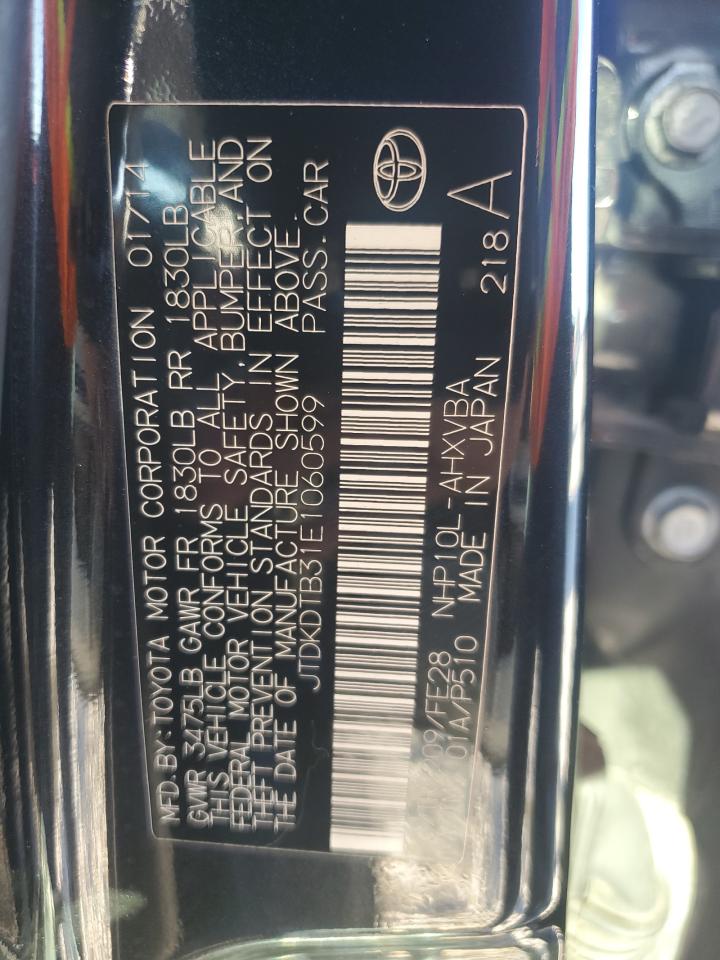 MFD.BY:TOYOTA MOTOR CORPORATION 01/14
GVWR 3475LB GAWR FR 1830LB RR 1830LB
THIS VEHICLE CONFORMS TO ALL APPLICABLE
FEDERAL MOTOR VEHICLE SAFETY,BUMPER,AND
THEFT PREVENTION STANDARDS IN EFFECT ON
THE DATE OF MANUFACTURE SHOWN ABOVE.
JTDKDTB31E1060599 PASS.CAR
209/FE28 NHP10L-AHXVBA 218A
01A/P510 MADE IN JAPAN